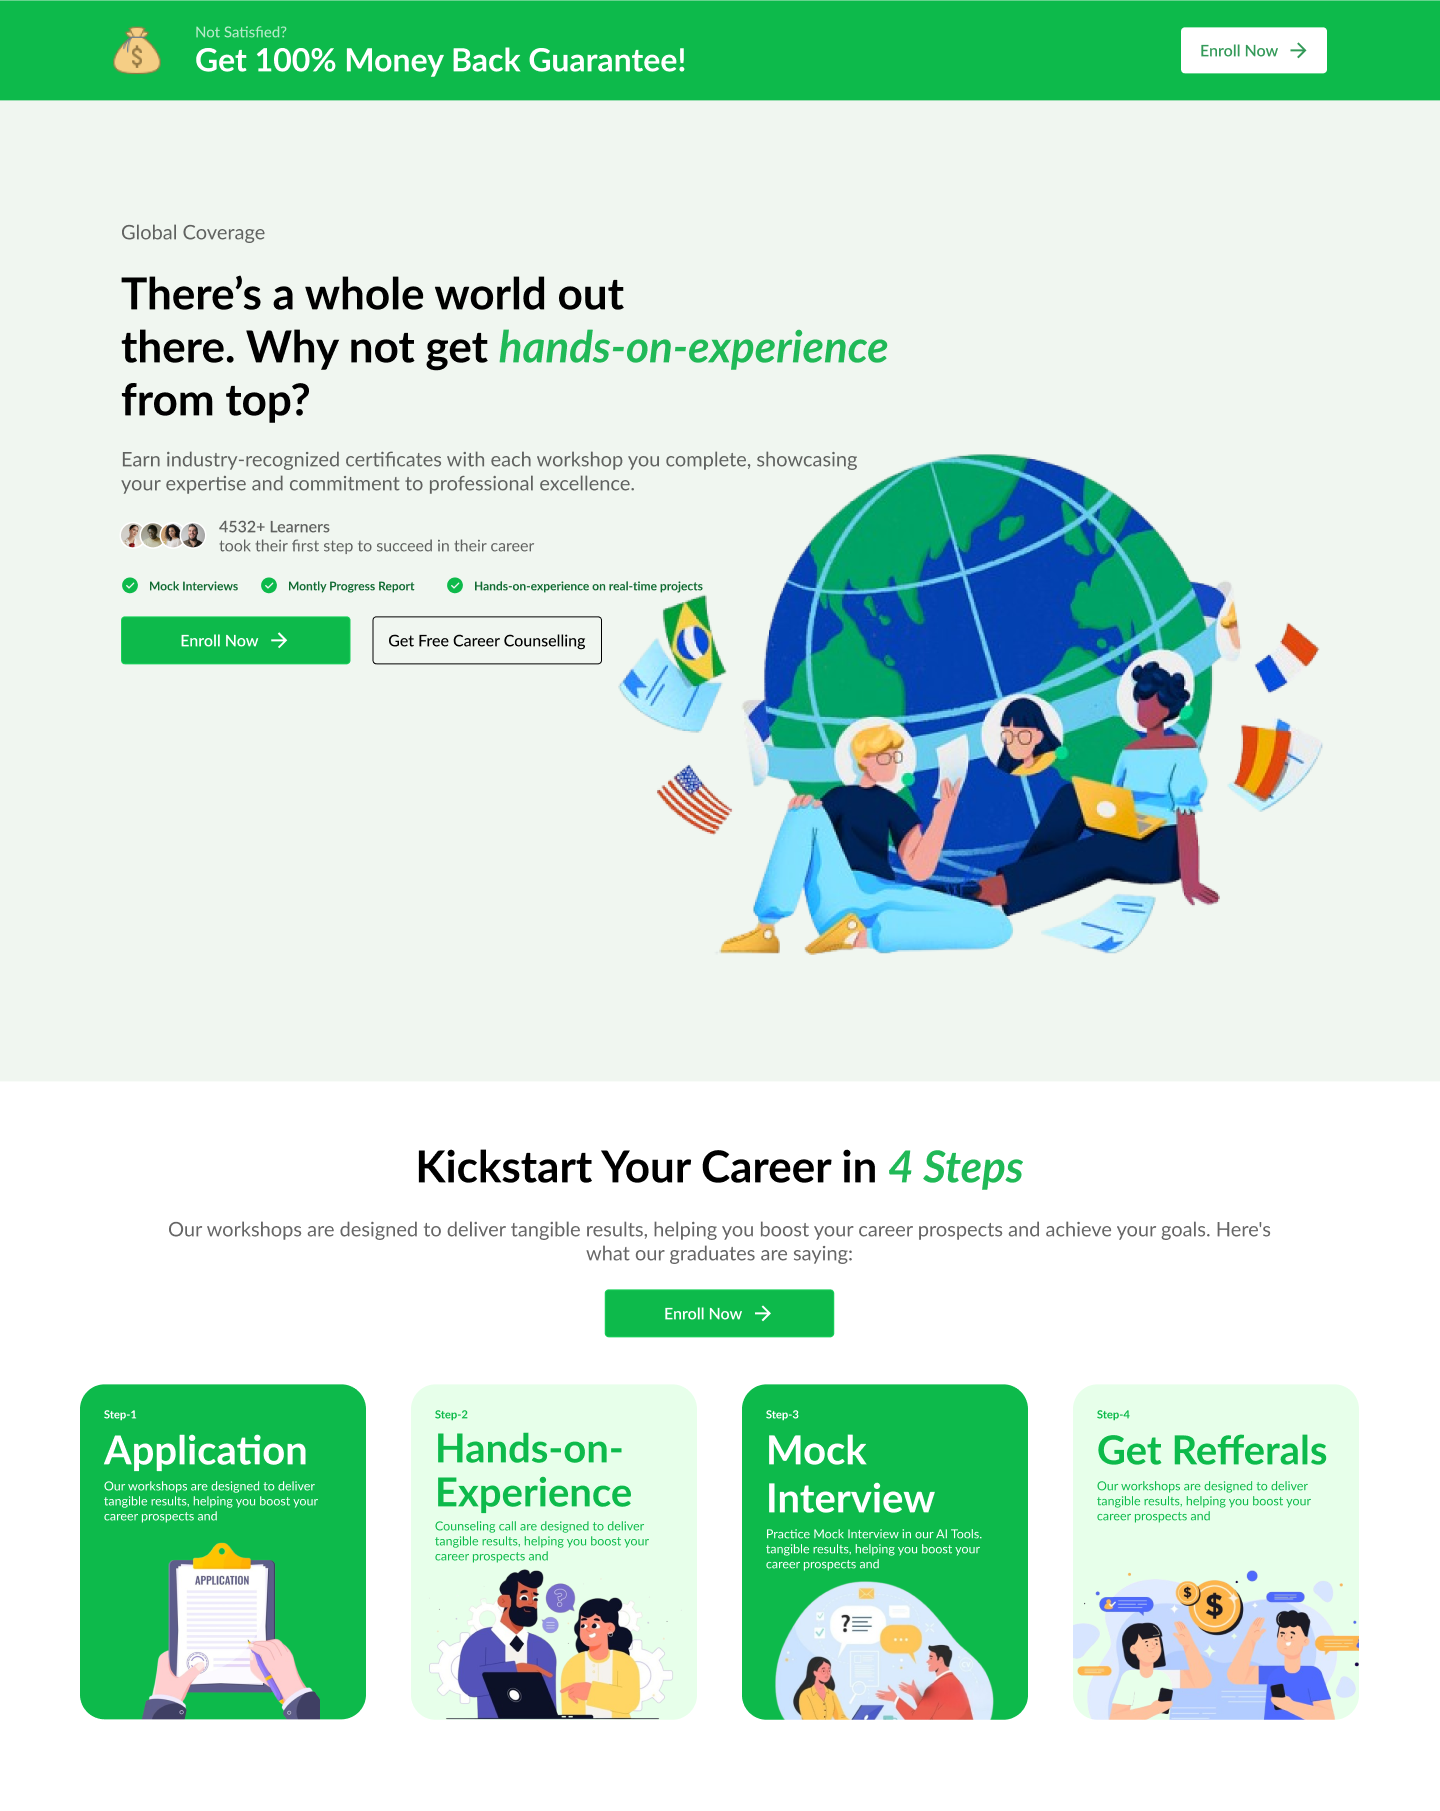 Not Satisfied?
Get 100% Money Back Guarantee!
Enroll Now
Global Coverage
There’s a whole world out
there. Why not get hands-on-experience
from top?
Earn industry-recognized certificates with each workshop you complete, showcasing
your expertise and commitment to professional excellence.
4532+ Learners
took their first step to succeed in their career
Mock Interviews
Montly Progress Report
Hands-on-experience on real-time projects
Enroll Now
Get Free Career Counselling
Kickstart Your Career in 4 Steps
Our workshops are designed to deliver tangible results, helping you boost your career prospects and achieve your goals. Here's
what our graduates are saying:
Enroll Now
Step-1
Application
Our workshops are designed to deliver
tangible results, helping you boost your
career prospects and
APPLICATION
Step-2
Hands-on-
Experience
Counseling call are designed to deliver
tangible results, helping you boost your
career prospects and
Step-3
Mock
Interview
Practice Mock Interview in our AI Tools.
tangible results, helping you boost your
career prospects and
Step-4
Get Refferals
Our workshops are designed to deliver
tangible results, helping you boost your
career prospects and